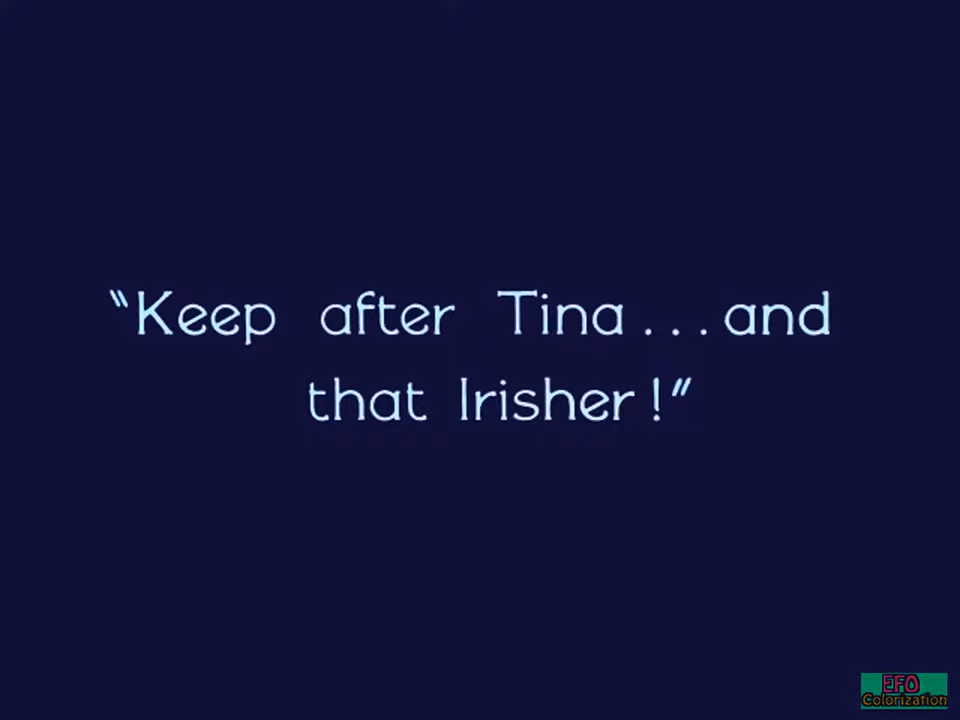 “Keep after Tina...and
that Irisher!”
EFO
Colorization